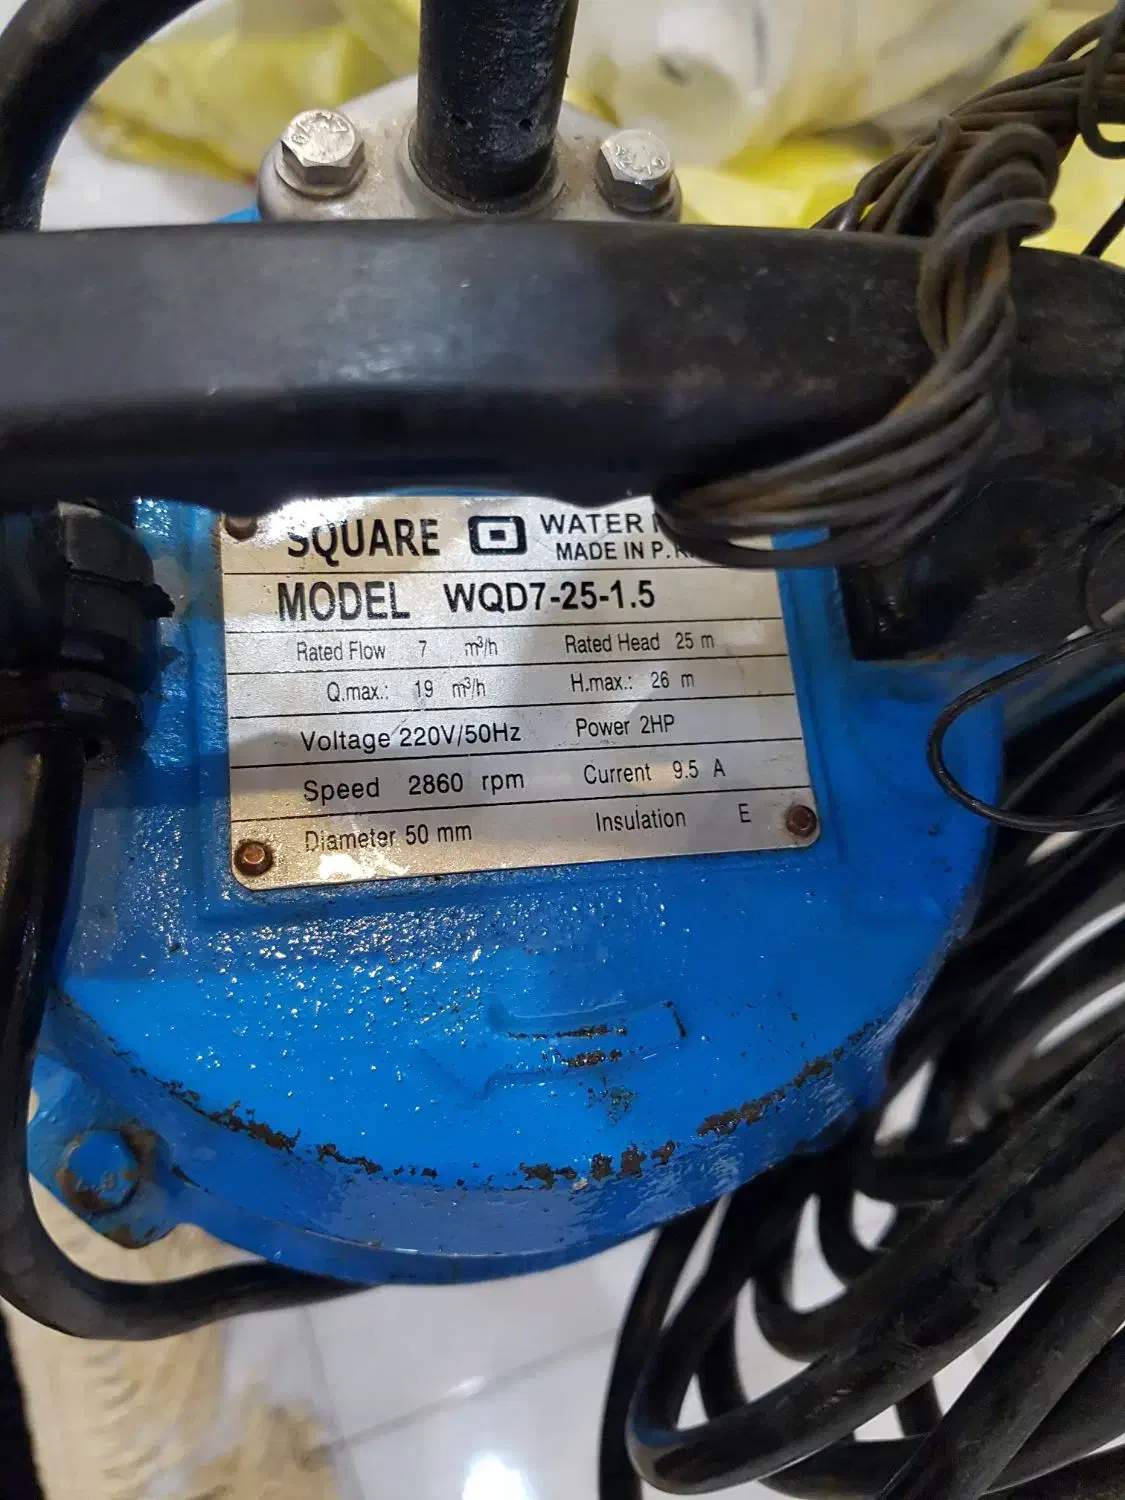 SQUARE WATER
MADE IN P.R.
MODEL WQD7-25-1.5
Rated Flow 7 m³/h Rated Head 25 m
Q.max.: 19 m³/h H.max.: 26 m
Voltage 220V/50Hz Power 2HP
Speed 2860 rpm Current 9.5 A
Diameter 50 mm Insulation E